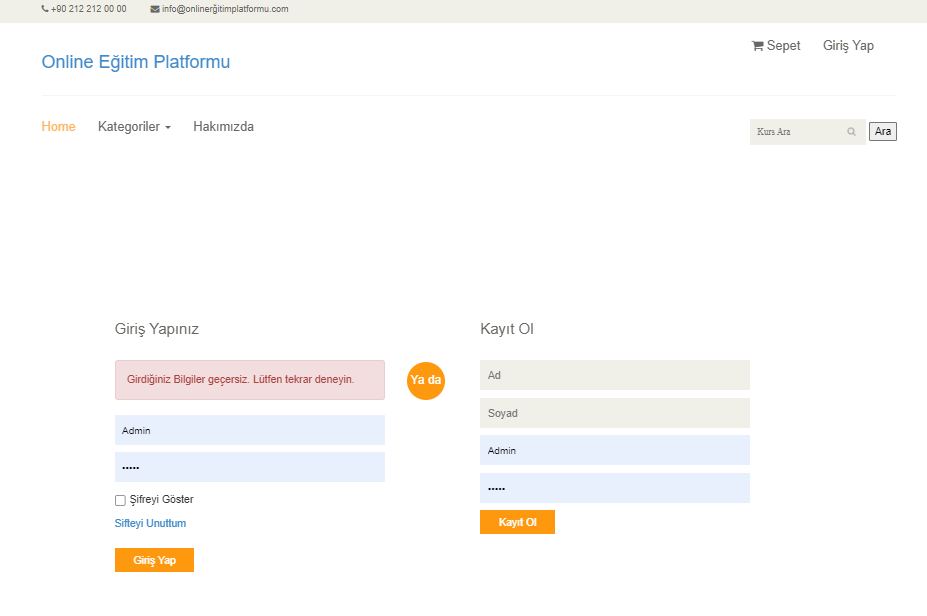 +90 212 212 00 00 info@onlinerğitimplatformu.com
Sepet Giriş Yap
Online Eğitim Platformu
Home Kategoriler Hakımızda
Kurs Ara Ara
Giriş Yapınız
Girdiğiniz Bilgiler geçersiz. Lütfen tekrar deneyin.
Admin
•••••
Şifreyi Göster
Sifteyi Unuttum
Giriş Yap
Ya da
Kayıt Ol
Ad
Soyad
Admin
•••••
Kayıt Ol